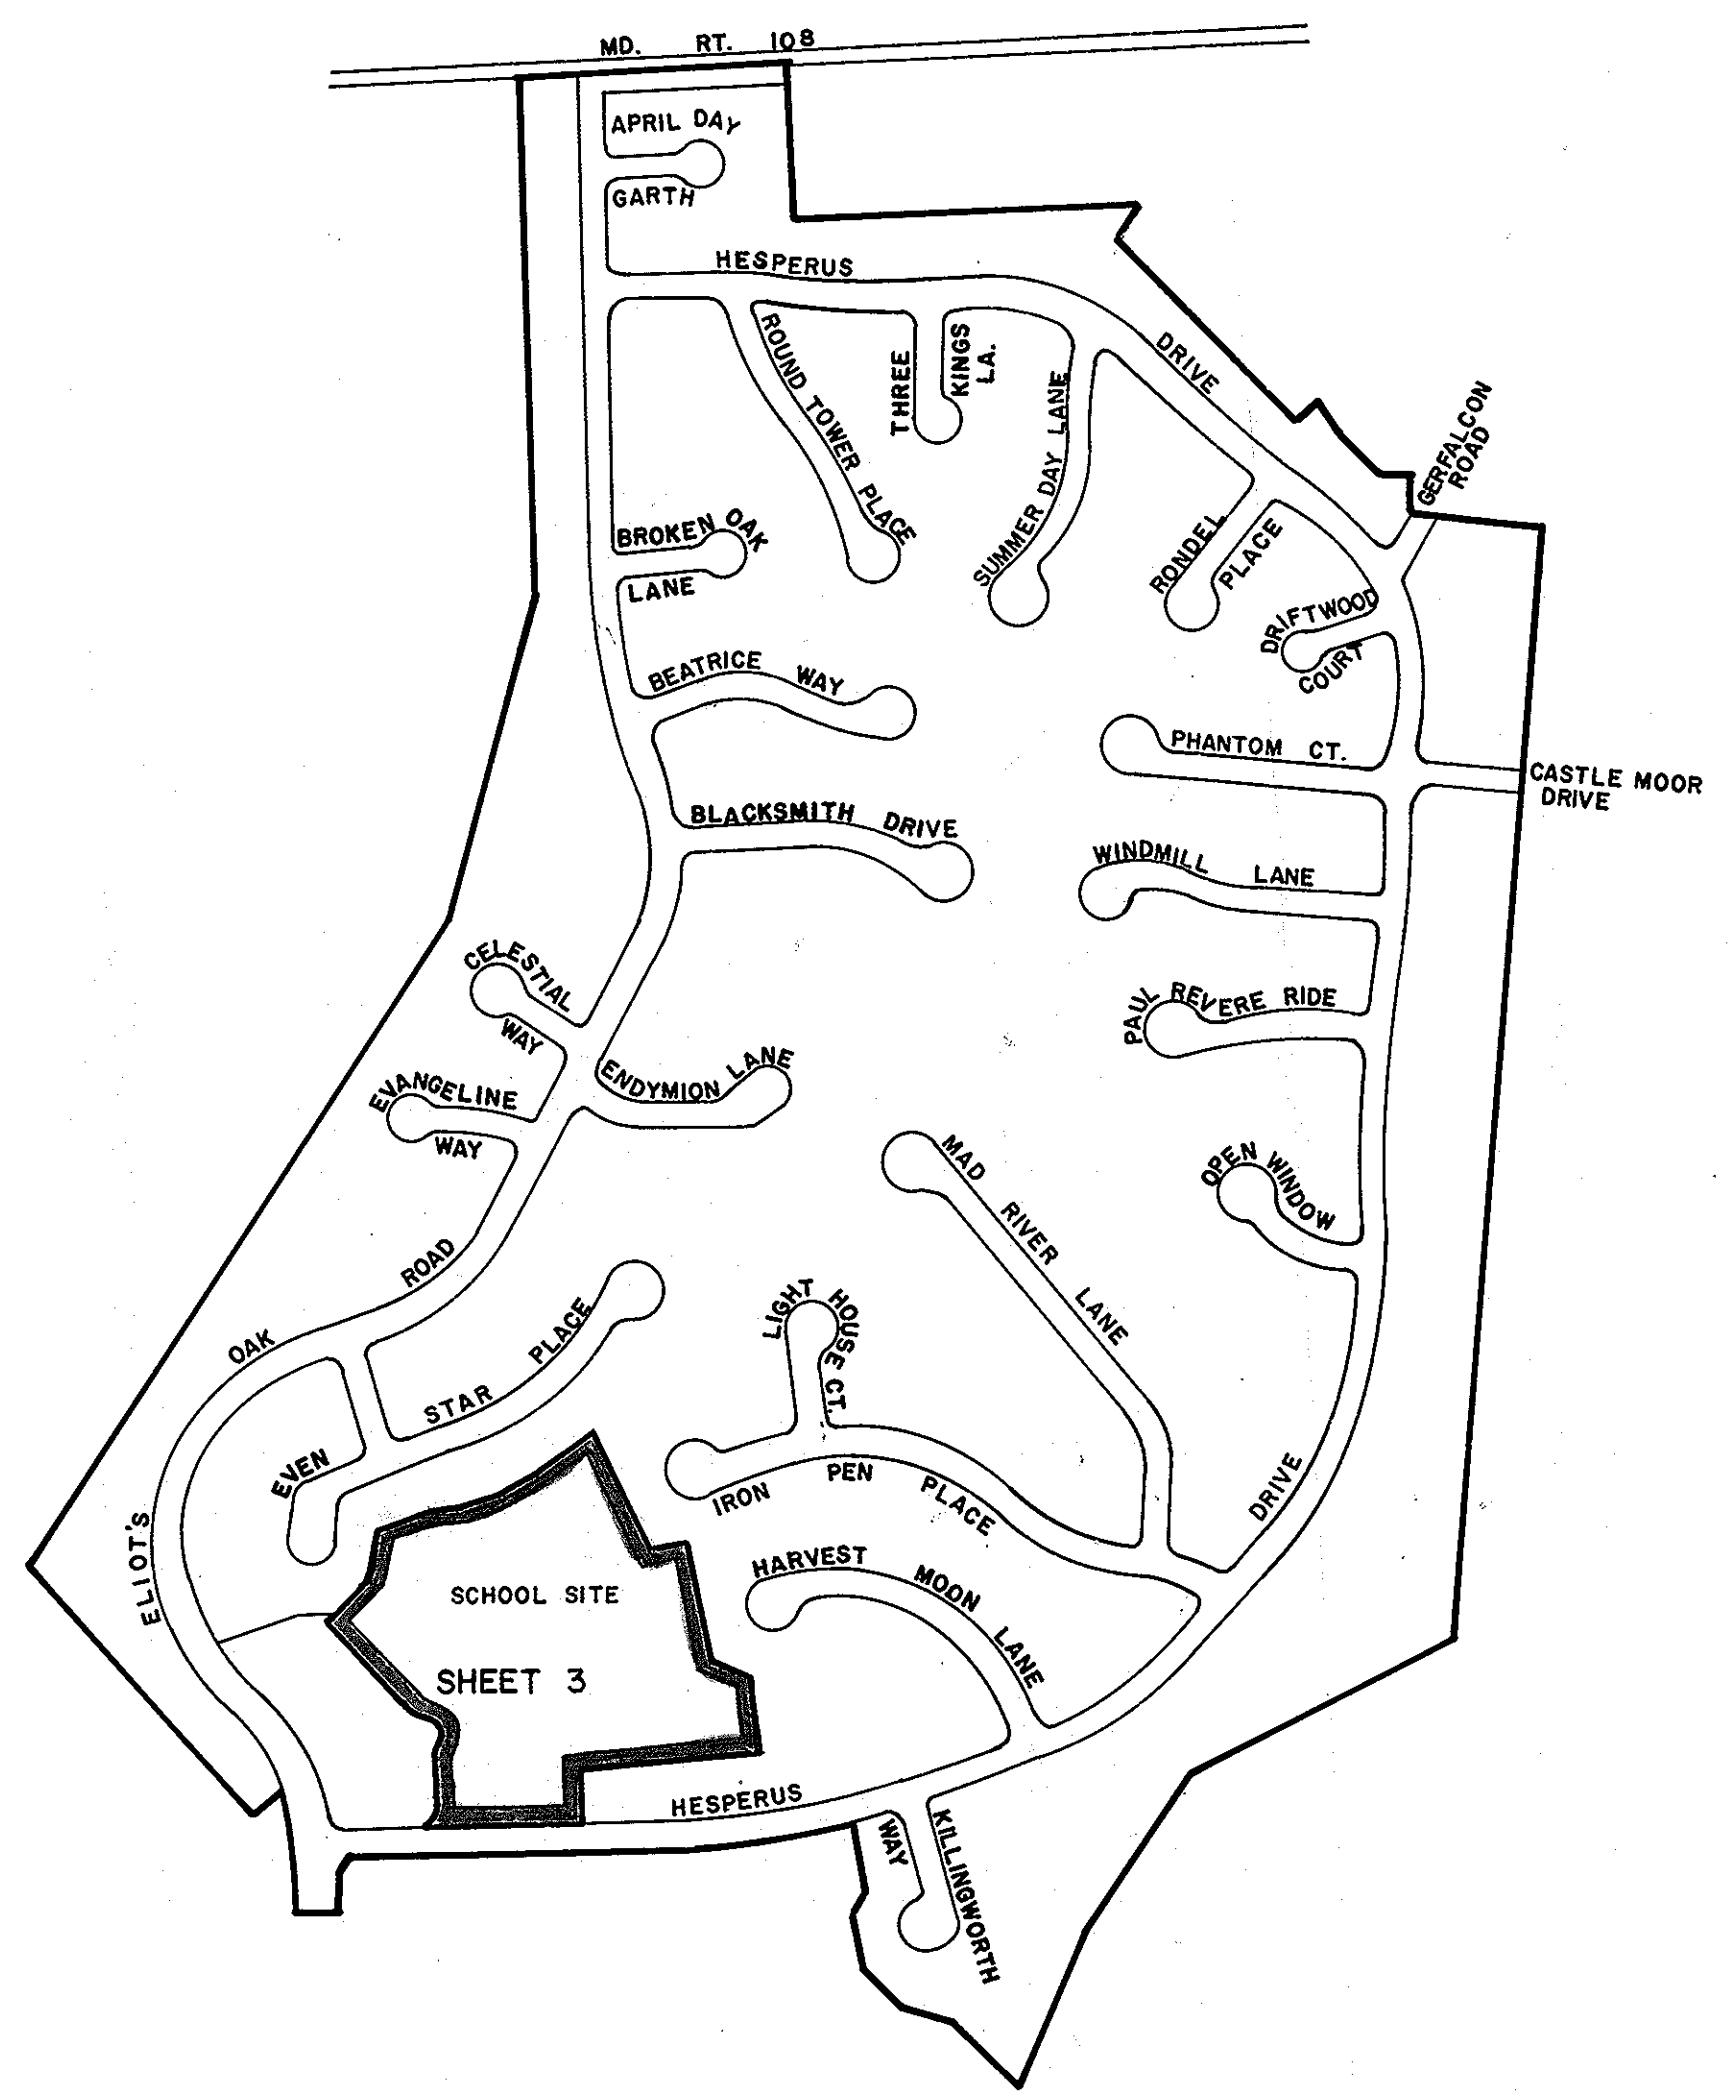 MD. RT. 108
APRIL DAY
GARTH
HESPERUS
DRIVE
ROUND TOWER PLACE
THREE
KINGS
LA.
SUMMER DAY LANE
GERFALCON
ROAD
BROKEN OAK
LANE
RONDEL
PLACE
DRIFTWOOD
COURT
BEATRICE WAY
PHANTOM CT.
CASTLE MOOR
DRIVE
BLACKSMITH DRIVE
WINDMILL LANE
CELESTIAL
WAY
PAUL REVERE RIDE
ENDYMION LANE
EVANGELINE
WAY
MAD RIVER LANE
OPEN WINDOW
ELIOT'S OAK ROAD
EVEN STAR PLACE
LIGHT HOUSE CT.
IRON PEN PLACE
DRIVE
HARVEST MOON LANE
SCHOOL SITE
SHEET 3
HESPERUS
KILLINGWORTH
WAY